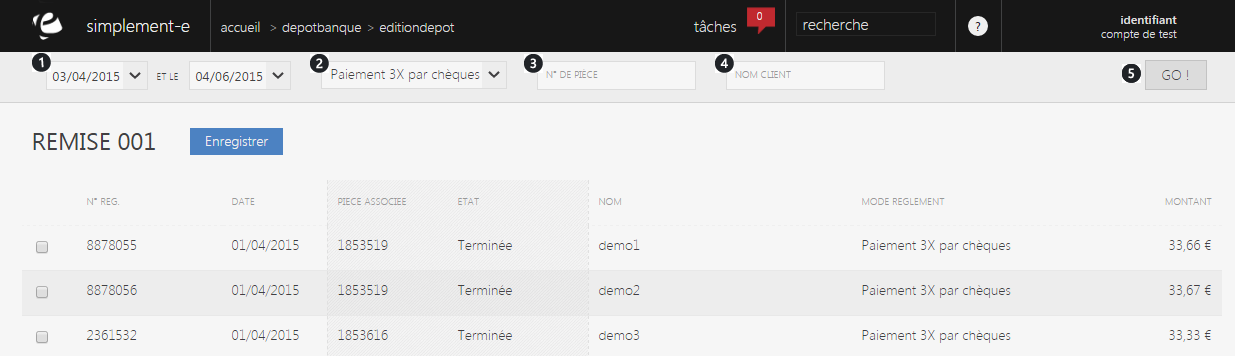 simplement-e accueil > depotbanque > editiondepot tâches 0 recherche ? identifiant
compte de test
1 03/04/2015 ET LE 04/06/2015 2 Paiement 3X par chèques 3 N° DE PIÈCE 4 NOM CLIENT 5 GO !
REMISE 001 Enregistrer
N° REG. DATE PIECE ASSOCIEE ETAT NOM MODE REGLEMENT MONTANT
8878055 01/04/2015 1853519 Terminée demo1 Paiement 3X par chèques 33,66 €
8878056 01/04/2015 1853519 Terminée demo2 Paiement 3X par chèques 33,67 €
2361532 01/04/2015 1853616 Terminée demo3 Paiement 3X par chèques 33,33 €